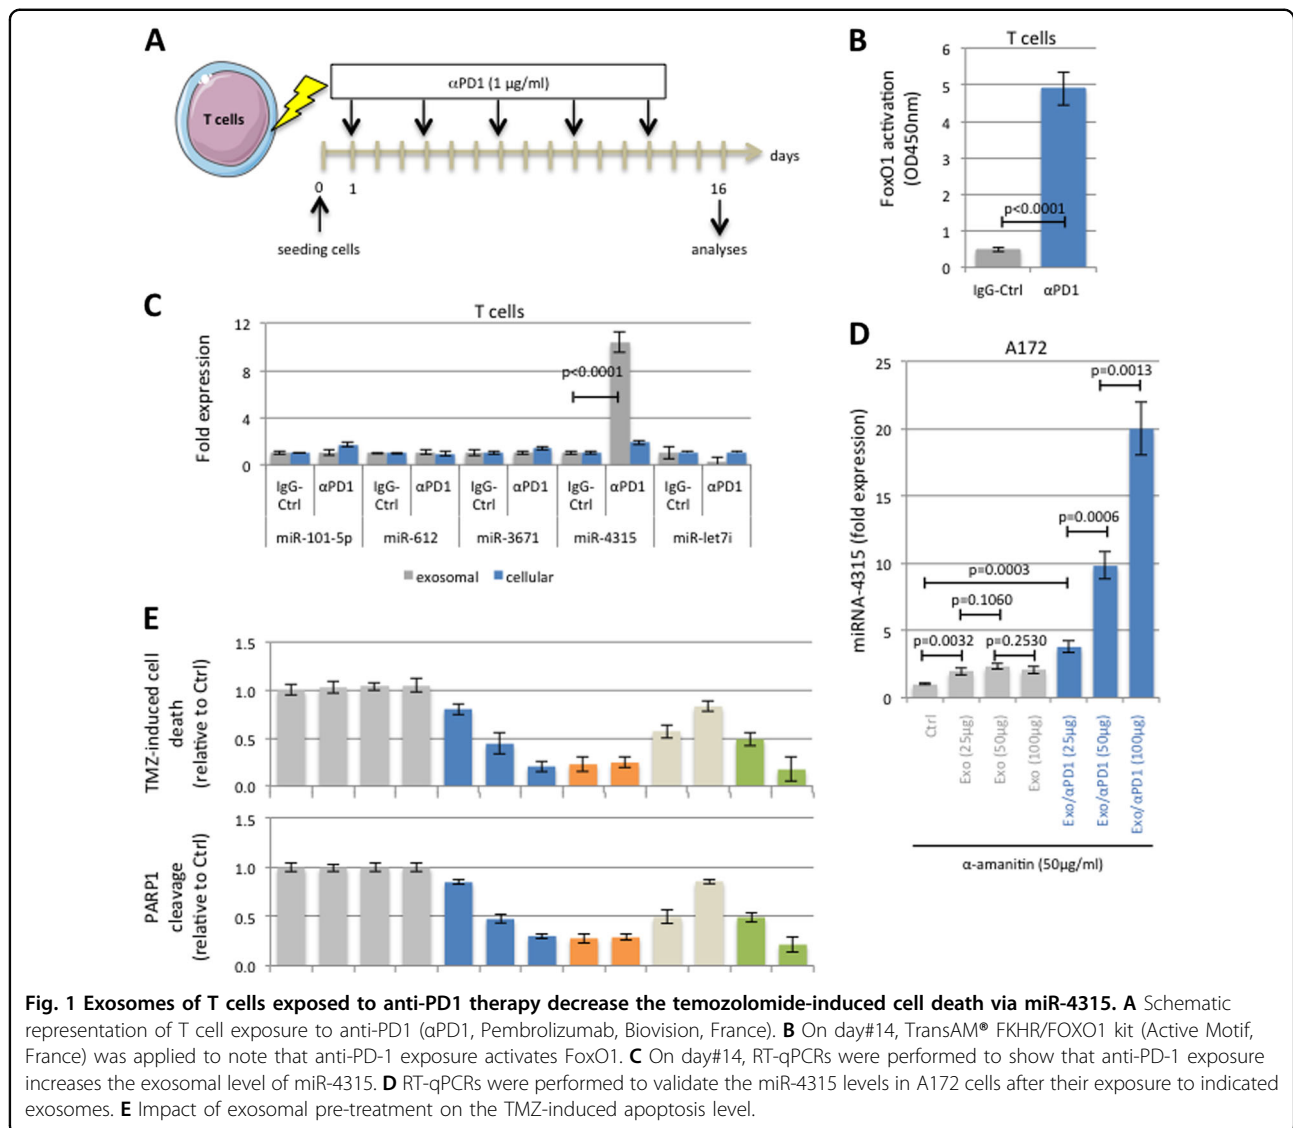 A
αPD1 (1 µg/ml)
T cells
days
0 1 16
seeding cells analyses
B
T cells
FoxO1 activation
(OD450nm)
6
5
4
3
2
1
0
p<0.0001
IgG-Ctrl αPD1
C
T cells
Fold expression
12
8
4
0
p<0.0001
IgG-Ctrl αPD1 IgG-Ctrl αPD1 IgG-Ctrl αPD1 IgG-Ctrl αPD1 IgG-Ctrl αPD1
miR-101-5p miR-612 miR-3671 miR-4315 miR-let7i
exosomal cellular
D
A172
miRNA-4315 (fold expression)
25
20
15
10
5
0
p=0.0013
p=0.0006
p=0.0003
p=0.1060
p=0.0032 p=0.2530
Ctrl
Exo (25µg)
Exo (50µg)
Exo (100µg)
Exo/αPD1 (25µg)
Exo/αPD1 (50µg)
Exo/αPD1 (100µg)
α-amanitin (50µg/ml)
E
TMZ-induced cell
death
(relative to Ctrl)
1.5
1.0
0.5
0.0
PARP1
cleavage
(relative to Ctrl)
1.5
1.0
0.5
0.0
Fig. 1 Exosomes of T cells exposed to anti-PD1 therapy decrease the temozolomide-induced cell death via miR-4315. A Schematic
representation of T cell exposure to anti-PD1 (αPD1, Pembrolizumab, Biovision, France). B On day#14, TransAM® FKHR/FOXO1 kit (Active Motif,
France) was applied to note that anti-PD-1 exposure activates FoxO1. C On day#14, RT-qPCRs were performed to show that anti-PD-1 exposure
increases the exosomal level of miR-4315. D RT-qPCRs were performed to validate the miR-4315 levels in A172 cells after their exposure to indicated
exosomes. E Impact of exosomal pre-treatment on the TMZ-induced apoptosis level.